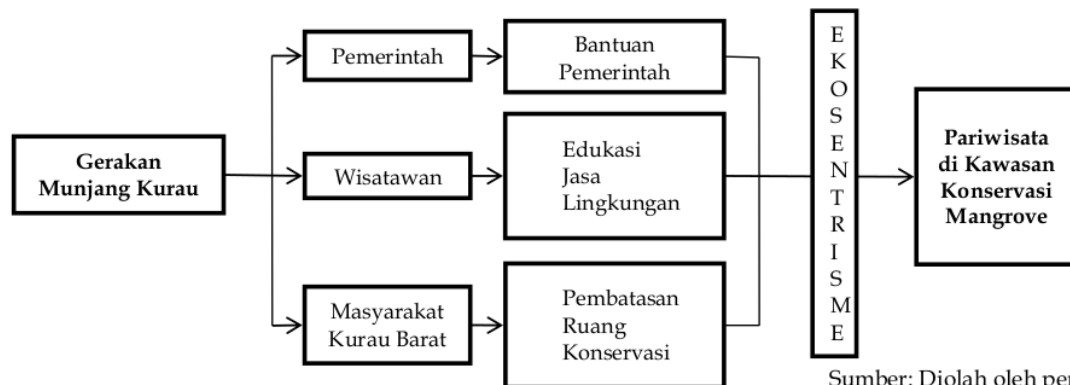 Gerakan
Munjang Kurau
Pemerintah
Bantuan
Pemerintah
Wisatawan
Edukasi
Jasa
Lingkungan
Masyarakat
Kurau Barat
Pembatasan
Ruang
Konservasi
E
K
O
S
E
N
T
R
I
S
M
E
Pariwisata
di Kawasan
Konservasi
Mangrove
Sumber: Diolah oleh